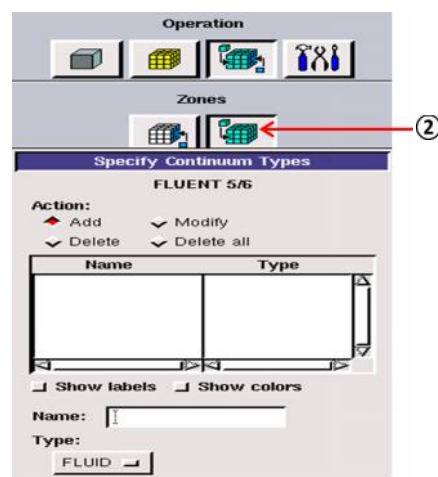 Operation
Zones
②
Specify Continuum Types
FLUENT 5/6
Action:
Add Modify
Delete Delete all
Name Type
Show labels Show colors
Name:
Type:
FLUID